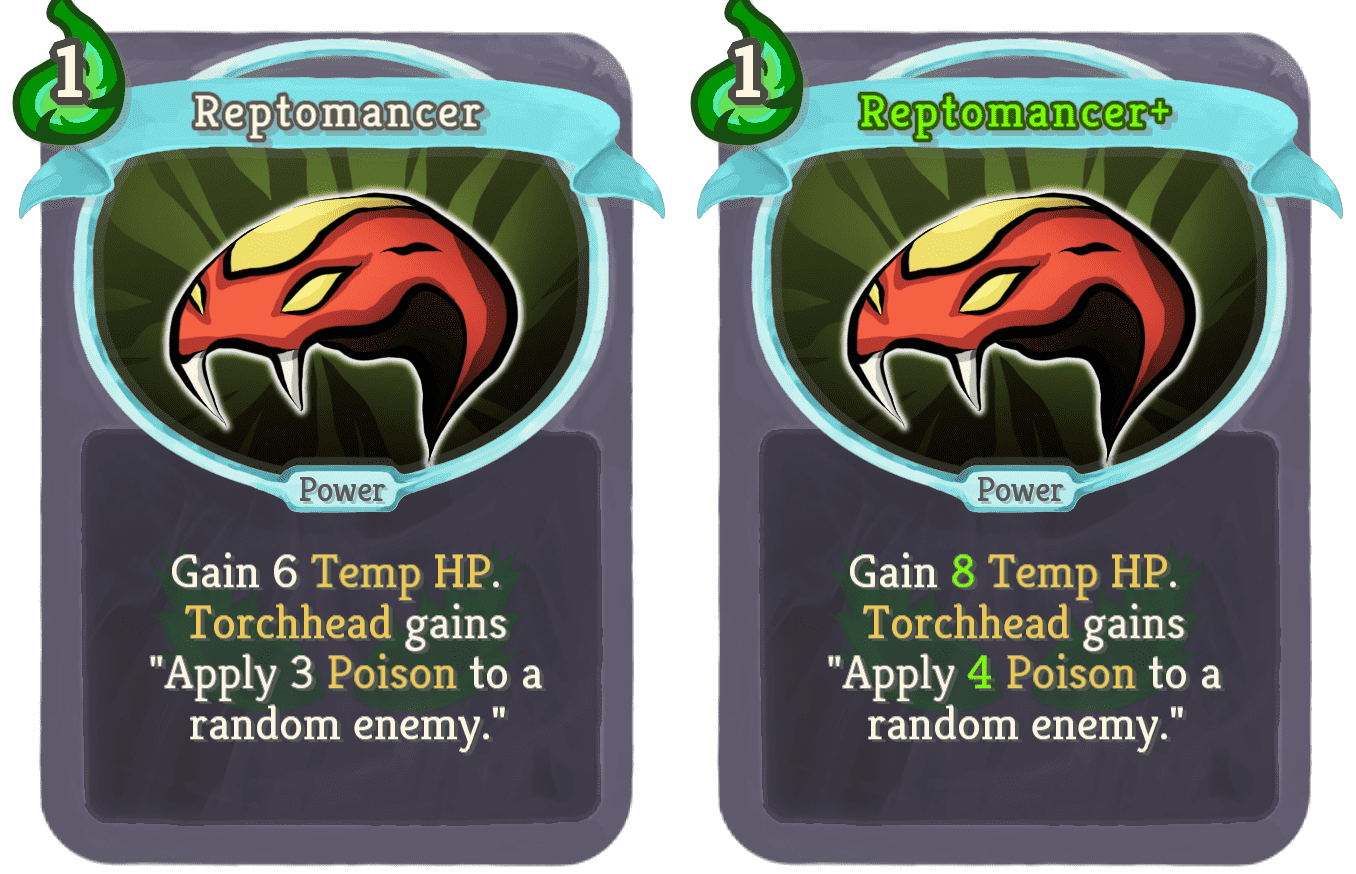 1
Reptomancer
Power
Gain 6 Temp HP.
Torchhead gains
"Apply 3 Poison to a
random enemy."
1
Reptomancer+
Power
Gain 8 Temp HP.
Torchhead gains
"Apply 4 Poison to a
random enemy."